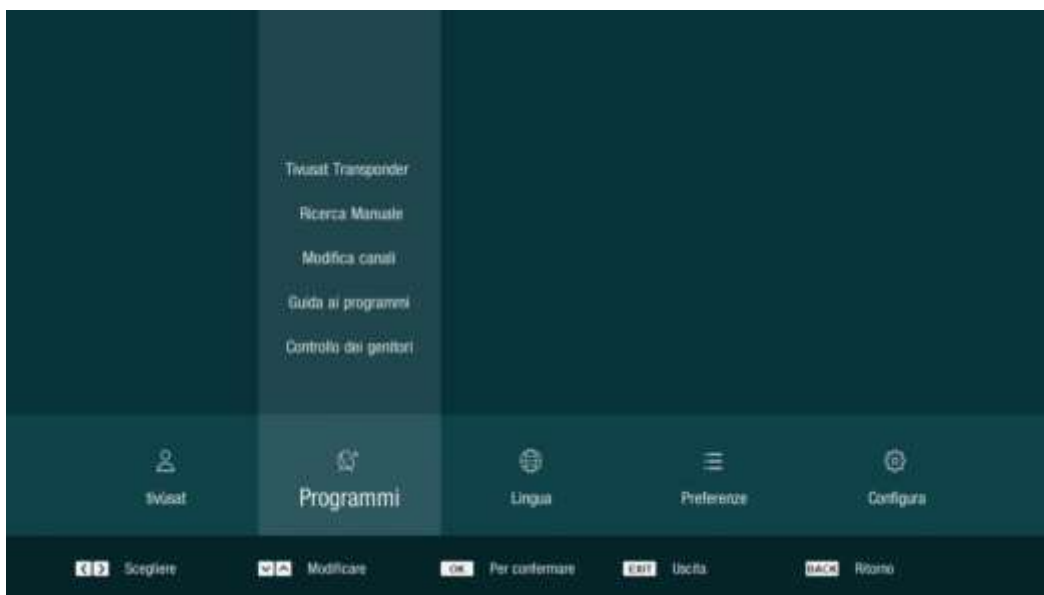 Tivusat Transponder
Ricerca Manuale
Modifica canali
Guida ai programmi
Controllo dei genitori
tivùsat
Programmi
Lingua
Preferenze
Configura
Scegliere
Modificare
OK Per confermare
EXIT Uscita
BACK Ritorno